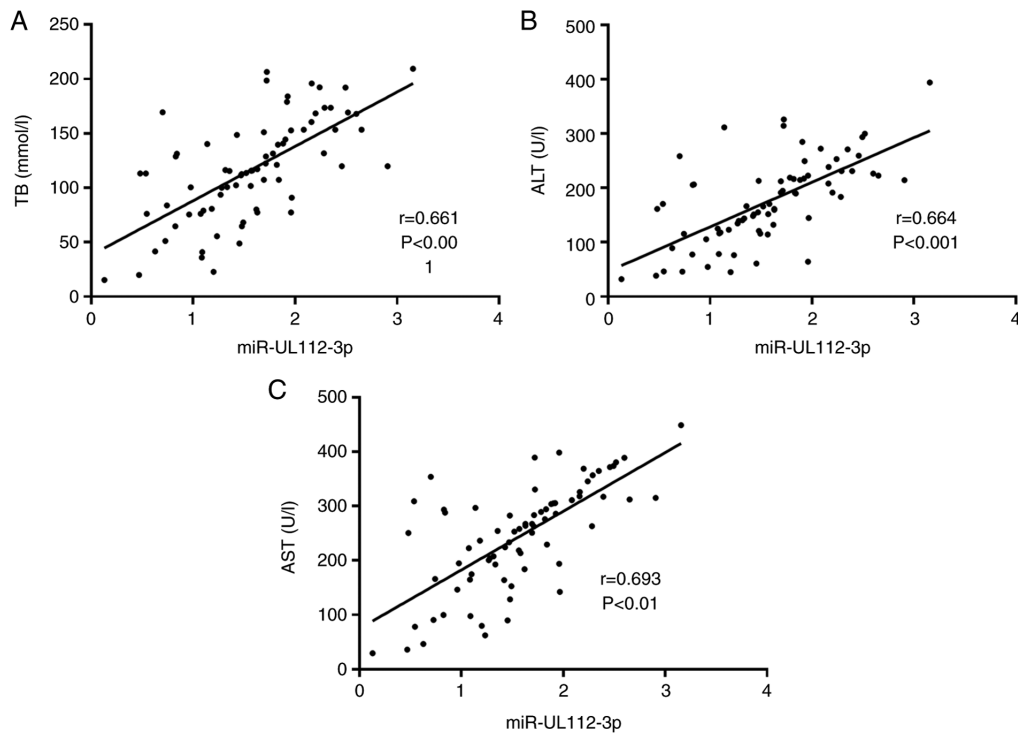 A
TB (mmol/l)
250
200
150
100
50
0
0 1 2 3 4
miR-UL112-3p
r=0.661
P<0.00
1
B
ALT (U/l)
500
400
300
200
100
0
0 1 2 3 4
miR-UL112-3p
r=0.664
P<0.001
C
AST (U/l)
500
400
300
200
100
0
0 1 2 3 4
miR-UL112-3p
r=0.693
P<0.01